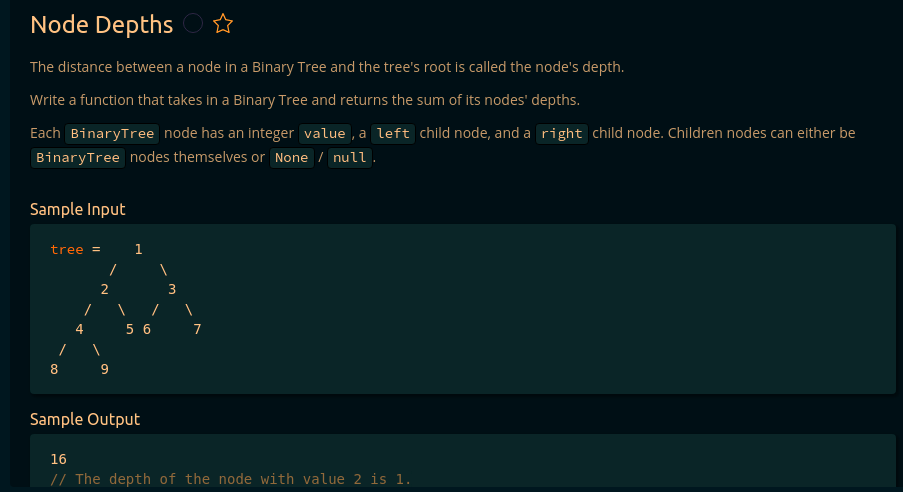 Node Depths
The distance between a node in a Binary Tree and the tree's root is called the node's depth.
Write a function that takes in a Binary Tree and returns the sum of its nodes' depths.
Each BinaryTree node has an integer value , a left child node, and a right child node. Children nodes can either be
BinaryTree nodes themselves or None / null .
Sample Input
tree =    1
       /     \
      2       3
    /   \   /   \
   4     5 6     7
 /   \
8     9
Sample Output
16
// The depth of the node with value 2 is 1.